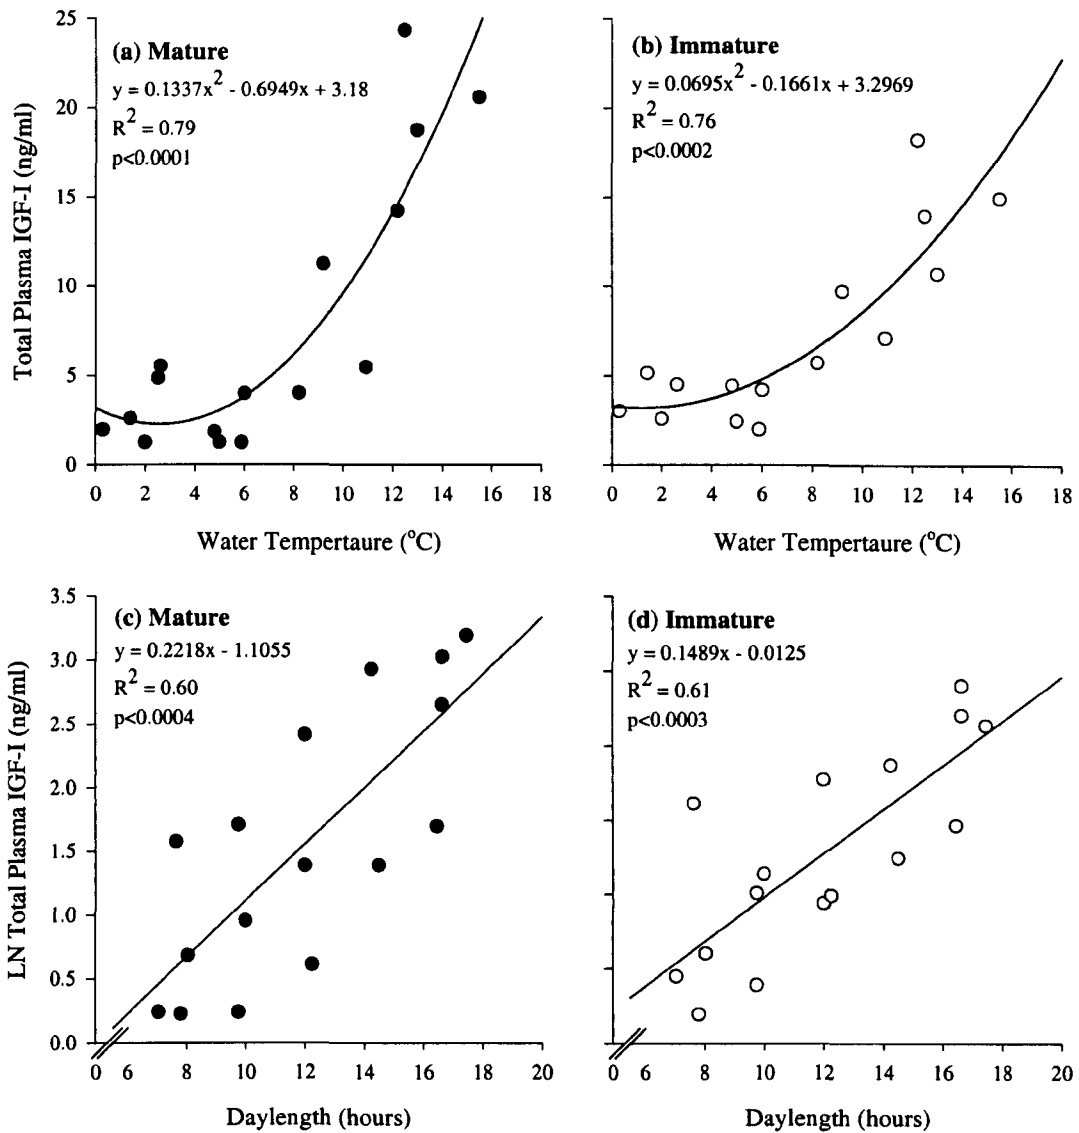 (a) Mature
y = 0.1337x² - 0.6949x + 3.18
R² = 0.79
p<0.0001
25
20
15
10
5
0
Total Plasma IGF-I (ng/ml)
0 2 4 6 8 10 12 14 16 18
Water Tempertaure (°C)
(b) Immature
y = 0.0695x² - 0.1661x + 3.2969
R² = 0.76
p<0.0002
0 2 4 6 8 10 12 14 16 18
Water Tempertaure (°C)
(c) Mature
y = 0.2218x - 1.1055
R² = 0.60
p<0.0004
3.5
3.0
2.5
2.0
1.5
1.0
0.5
0.0
LN Total Plasma IGF-I (ng/ml)
0 6 8 10 12 14 16 18 20
Daylength (hours)
(d) Immature
y = 0.1489x - 0.0125
R² = 0.61
p<0.0003
0 6 8 10 12 14 16 18 20
Daylength (hours)